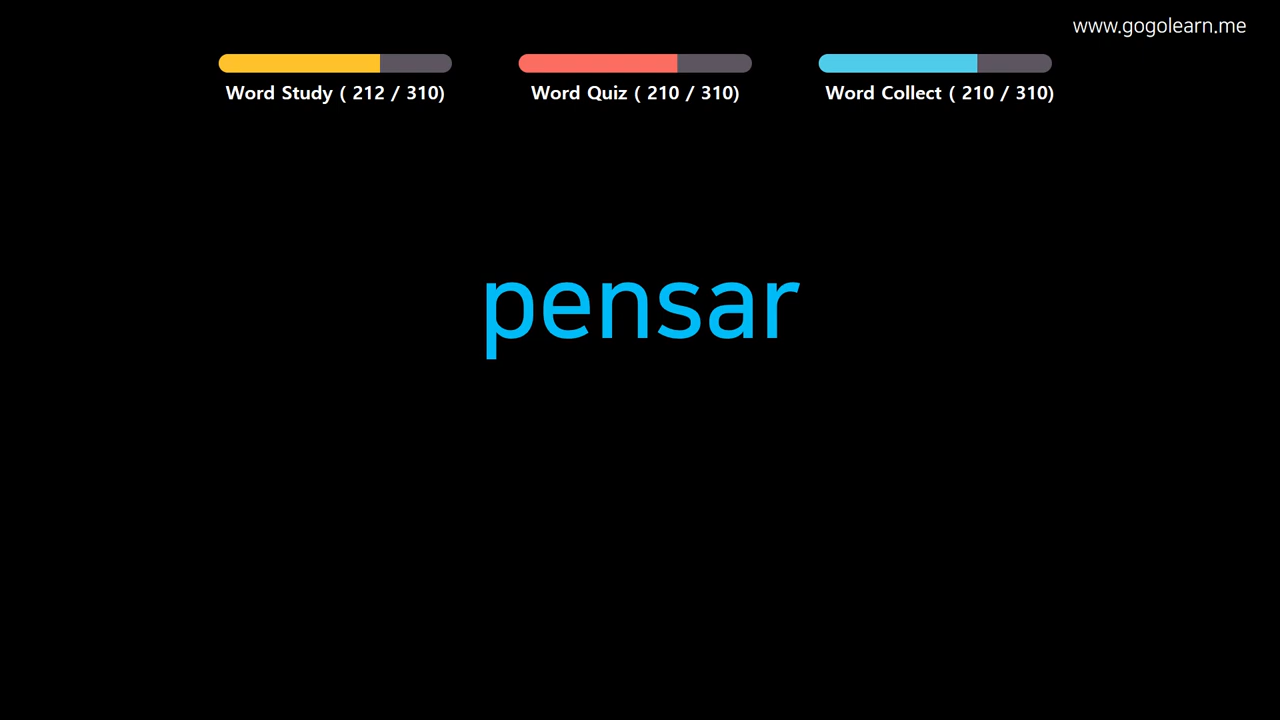 www.gogolearn.me
Word Study ( 212 / 310)
Word Quiz ( 210 / 310)
Word Collect ( 210 / 310)
pensar